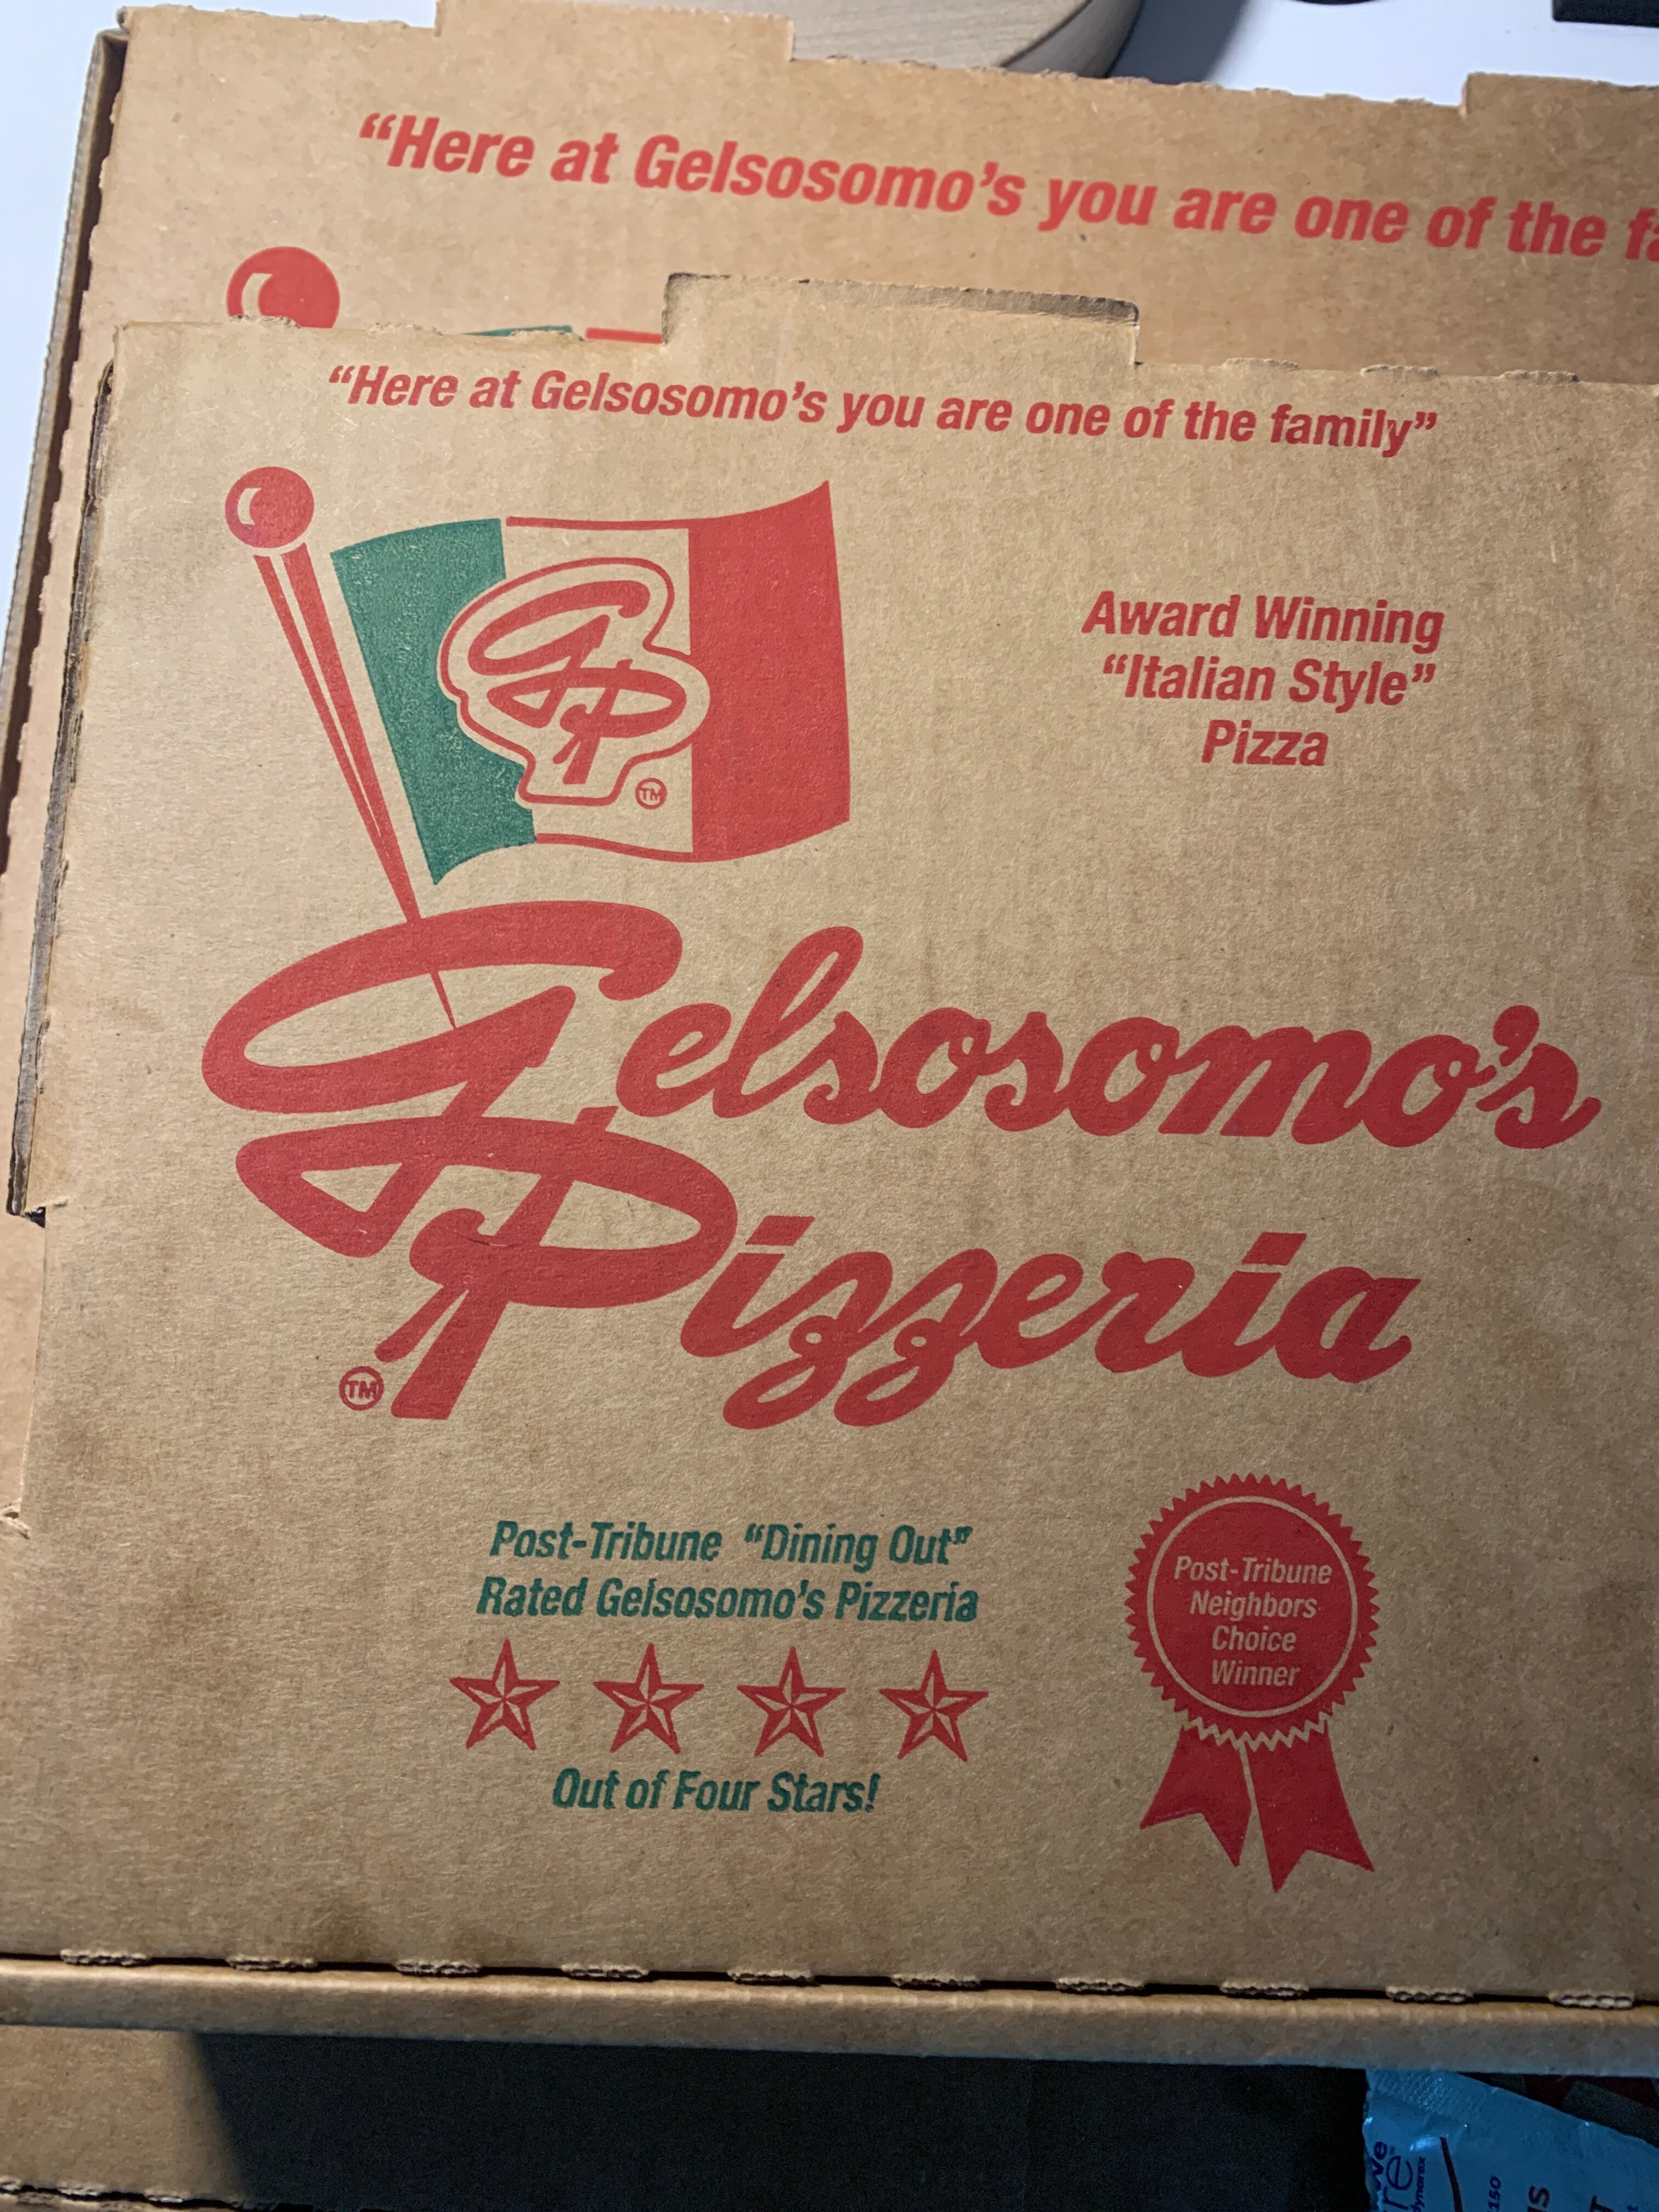 “Here at Gelsosomo’s you are one of the
“Here at Gelsosomo’s you are one of the family”
GP
TM
Award Winning
“Italian Style”
Pizza
Gelsosomo’s
Pizzeria
TM
Post-Tribune “Dining Out”
Rated Gelsosomo’s Pizzeria
Out of Four Stars!
Post-Tribune
Neighbors
Choice
Winner
dynarex
150